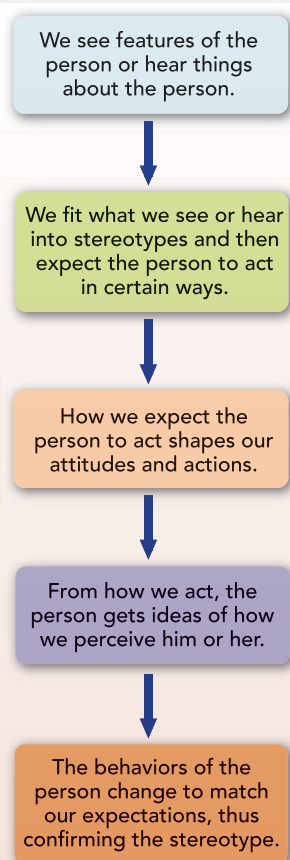 We see features of the
person or hear things
about the person.
We fit what we see or hear
into stereotypes and then
expect the person to act
in certain ways.
How we expect the
person to act shapes our
attitudes and actions.
From how we act, the
person gets ideas of how
we perceive him or her.
The behaviors of the
person change to match
our expectations, thus
confirming the stereotype.